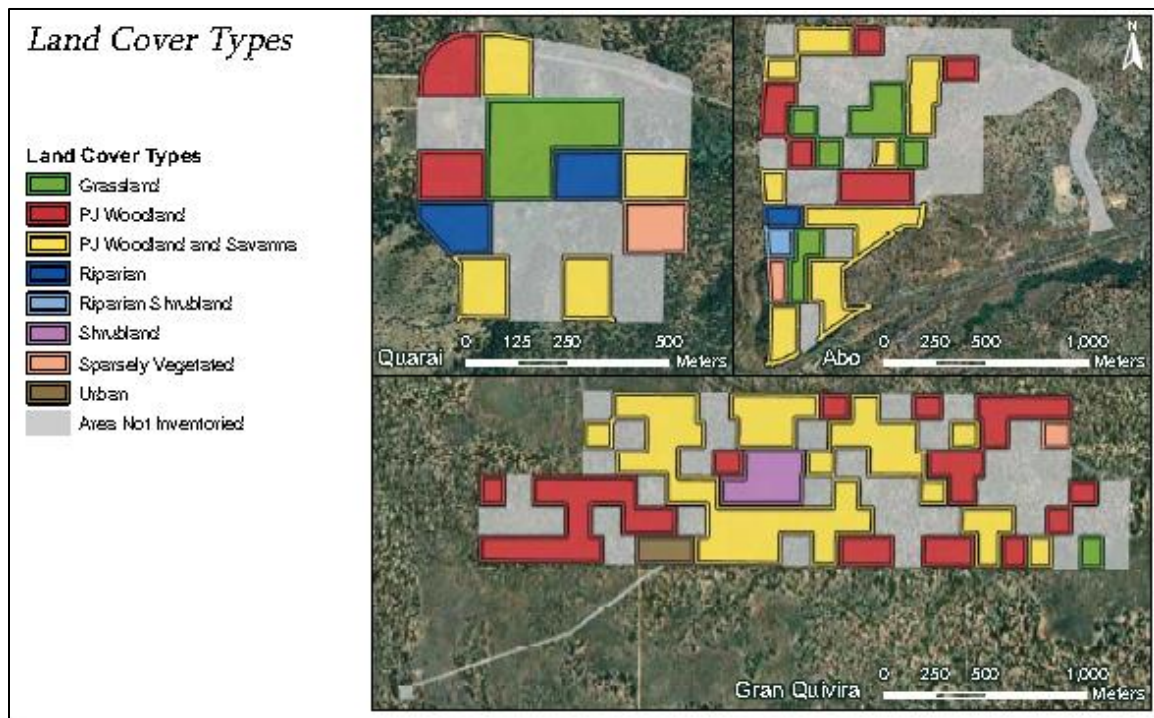 Land Cover Types
Land Cover Types
Grassland
PJ Woodland
PJ Woodland and Savanna
Riparian
Riparian Shrubland
Shrubland
Sparsely Vegetated
Urban
Area Not Inventoried
0 125 250 500
Quarai Meters
N
0 250 500 1,000
Abo Meters
0 250 500 1,000
Gran Quivira Meters